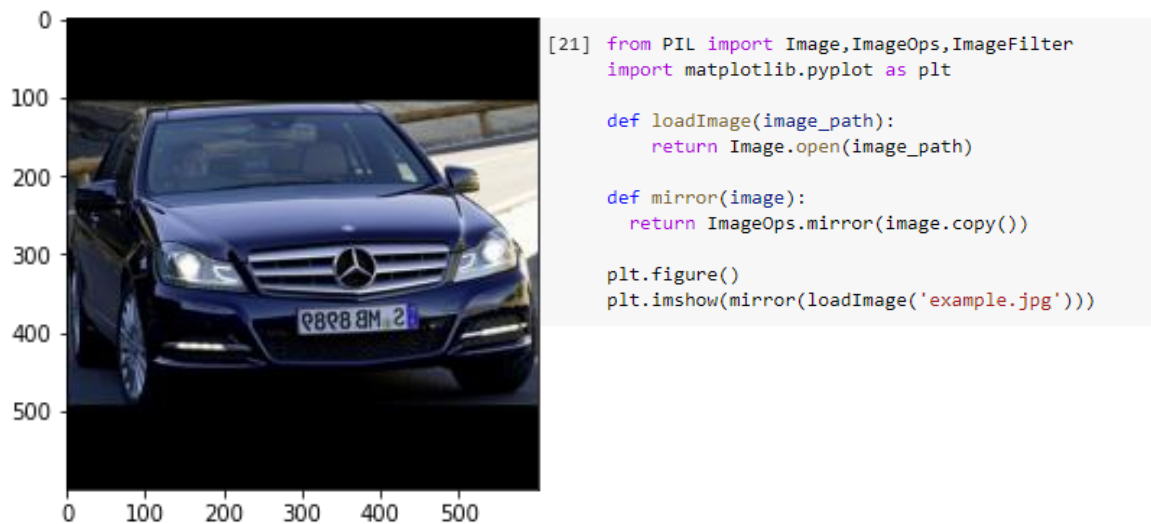 0
100
200
300
400
500
0 100 200 300 400 500
S MB 8989
[21] from PIL import Image,ImageOps,ImageFilter
import matplotlib.pyplot as plt
def loadImage(image_path):
return Image.open(image_path)
def mirror(image):
return ImageOps.mirror(image.copy())
plt.figure()
plt.imshow(mirror(loadImage('example.jpg')))